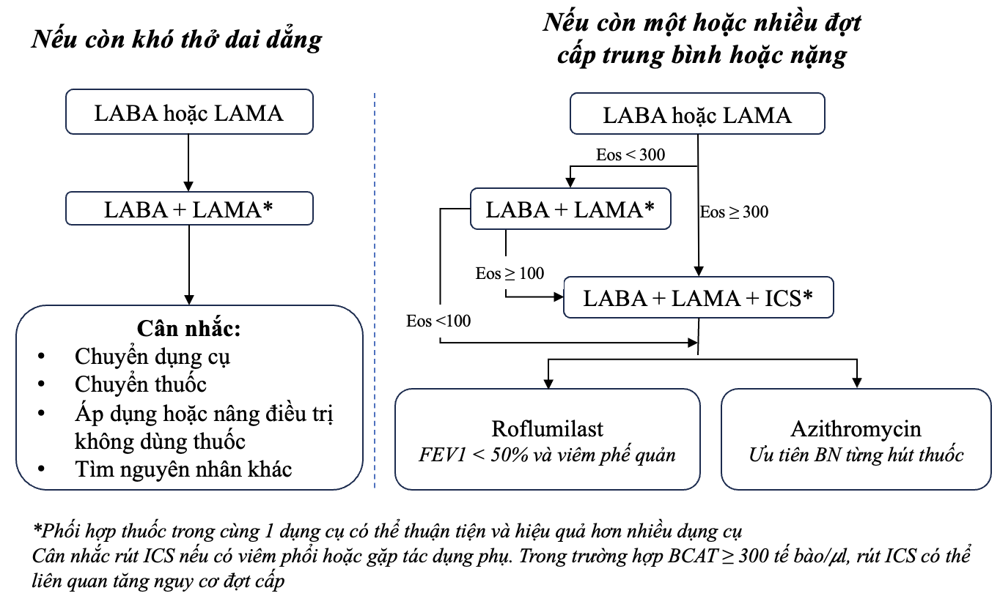 Nếu còn khó thở dai dẳng
LABA hoặc LAMA
LABA + LAMA*
Cân nhắc:
• Chuyển dụng cụ
• Chuyển thuốc
• Áp dụng hoặc nâng điều trị
không dùng thuốc
• Tìm nguyên nhân khác
Nếu còn một hoặc nhiều đợt
cấp trung bình hoặc nặng
LABA hoặc LAMA
Eos < 300
LABA + LAMA*
Eos ≥ 300
Eos ≥ 100
LABA + LAMA + ICS*
Eos <100
Roflumilast
FEV1 < 50% và viêm phế quản
Azithromycin
Ưu tiên BN từng hút thuốc
*Phối hợp thuốc trong cùng 1 dụng cụ có thể thuận tiện và hiệu quả hơn nhiều dụng cụ
Cân nhắc rút ICS nếu có viêm phổi hoặc gặp tác dụng phụ. Trong trường hợp BCAT ≥ 300 tế bào/µl, rút ICS có thể
liên quan tăng nguy cơ đợt cấp